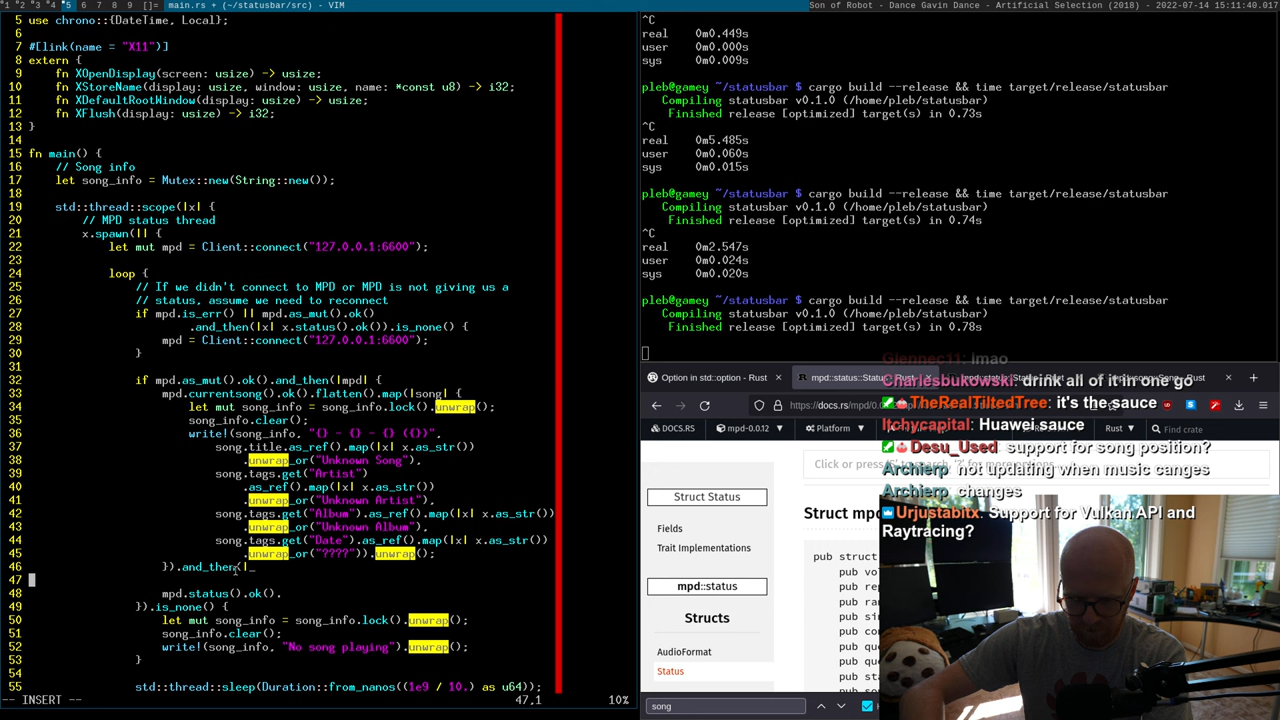 1 2 3 4 5 6 7 8 9 []= main.rs + (~/statusbar/src) - VIM
Son of Robot - Dance Gavin Dance - Artificial Selection (2018) - 2022-07-14 15:11:40.017
5 use chrono::{DateTime, Local};
6
7 #[link(name = "X11")]
8 extern {
9 fn XOpenDisplay(screen: usize) -> usize;
10 fn XStoreName(display: usize, window: usize, name: *const u8) -> i32;
11 fn XDefaultRootWindow(display: usize) -> usize;
12 fn XFlush(display: usize) -> i32;
13 }
14
15 fn main() {
16 // Song info
17 let song_info = Mutex::new(String::new());
18
19 std::thread::scope(|x| {
20 // MPD status thread
21 x.spawn(|| {
22 let mut mpd = Client::connect("127.0.0.1:6600");
23
24 loop {
25 // If we didn't connect to MPD or MPD is not giving us a
26 // status, assume we need to reconnect
27 if mpd.is_err() || mpd.as_mut().ok()
28 .and_then(|x| x.status().ok()).is_none() {
29 mpd = Client::connect("127.0.0.1:6600");
30 }
31
32 if mpd.as_mut().ok().and_then(|mpd| {
33 mpd.currentsong().ok().flatten().map(|song| {
34 let mut song_info = song_info.lock().unwrap();
35 song_info.clear();
36 write!(song_info, "{} - {} - {} ({})",
37 song.title.as_ref().map(|x| x.as_str())
38 .unwrap_or("Unknown Song"),
39 song.tags.get("Artist")
40 .as_ref().map(|x| x.as_str())
41 .unwrap_or("Unknown Artist"),
42 song.tags.get("Album").as_ref().map(|x| x.as_str())
43 .unwrap_or("Unknown Album"),
44 song.tags.get("Date").as_ref().map(|x| x.as_str())
45 .unwrap_or("????")).unwrap();
46 }).and_then(|_
47
48 mpd.status().ok().
49 }).is_none() {
50 let mut song_info = song_info.lock().unwrap();
51 song_info.clear();
52 write!(song_info, "No song playing").unwrap();
53 }
54
55 std::thread::sleep(Duration::from_nanos((1e9 / 10.) as u64));
-- INSERT -- 47,1 10%
^C
real 0m0.449s
user 0m0.000s
sys 0m0.009s
pleb@gamey ~/statusbar $ cargo build --release && time target/release/statusbar
Compiling statusbar v0.1.0 (/home/pleb/statusbar)
Finished release [optimized] target(s) in 0.73s
^C
real 0m5.485s
user 0m0.060s
sys 0m0.015s
pleb@gamey ~/statusbar $ cargo build --release && time target/release/statusbar
Compiling statusbar v0.1.0 (/home/pleb/statusbar)
Finished release [optimized] target(s) in 0.74s
^C
real 0m2.547s
user 0m0.024s
sys 0m0.020s
pleb@gamey ~/statusbar $ cargo build --release && time target/release/statusbar
Compiling statusbar v0.1.0 (/home/pleb/statusbar)
Finished release [optimized] target(s) in 0.78s
Glennec11: lmao
Charlesbukowski: drink all of it in one go
TheRealTiltedTree: it's the sauce
Itchycapital: Huawei sauce
Desu_Used: support for song position?
Archierp: not updating when music canges
Archierp: changes
Urjustabitx: Support for Vulkan API and
Raytracing?
Option in std::option - Rust
mpd::status::Status - Rust
https://docs.rs/mpd/0.0
DOCS.RS mpd-0.0.12 Platform Rust Find crate
Struct Status
Fields
Trait Implementations
mpd::status
Structs
AudioFormat
Status
Click or press
Struct mpd
pub struct
pub
pub
pub
pub
pub
pub
pub
pub
pub
song